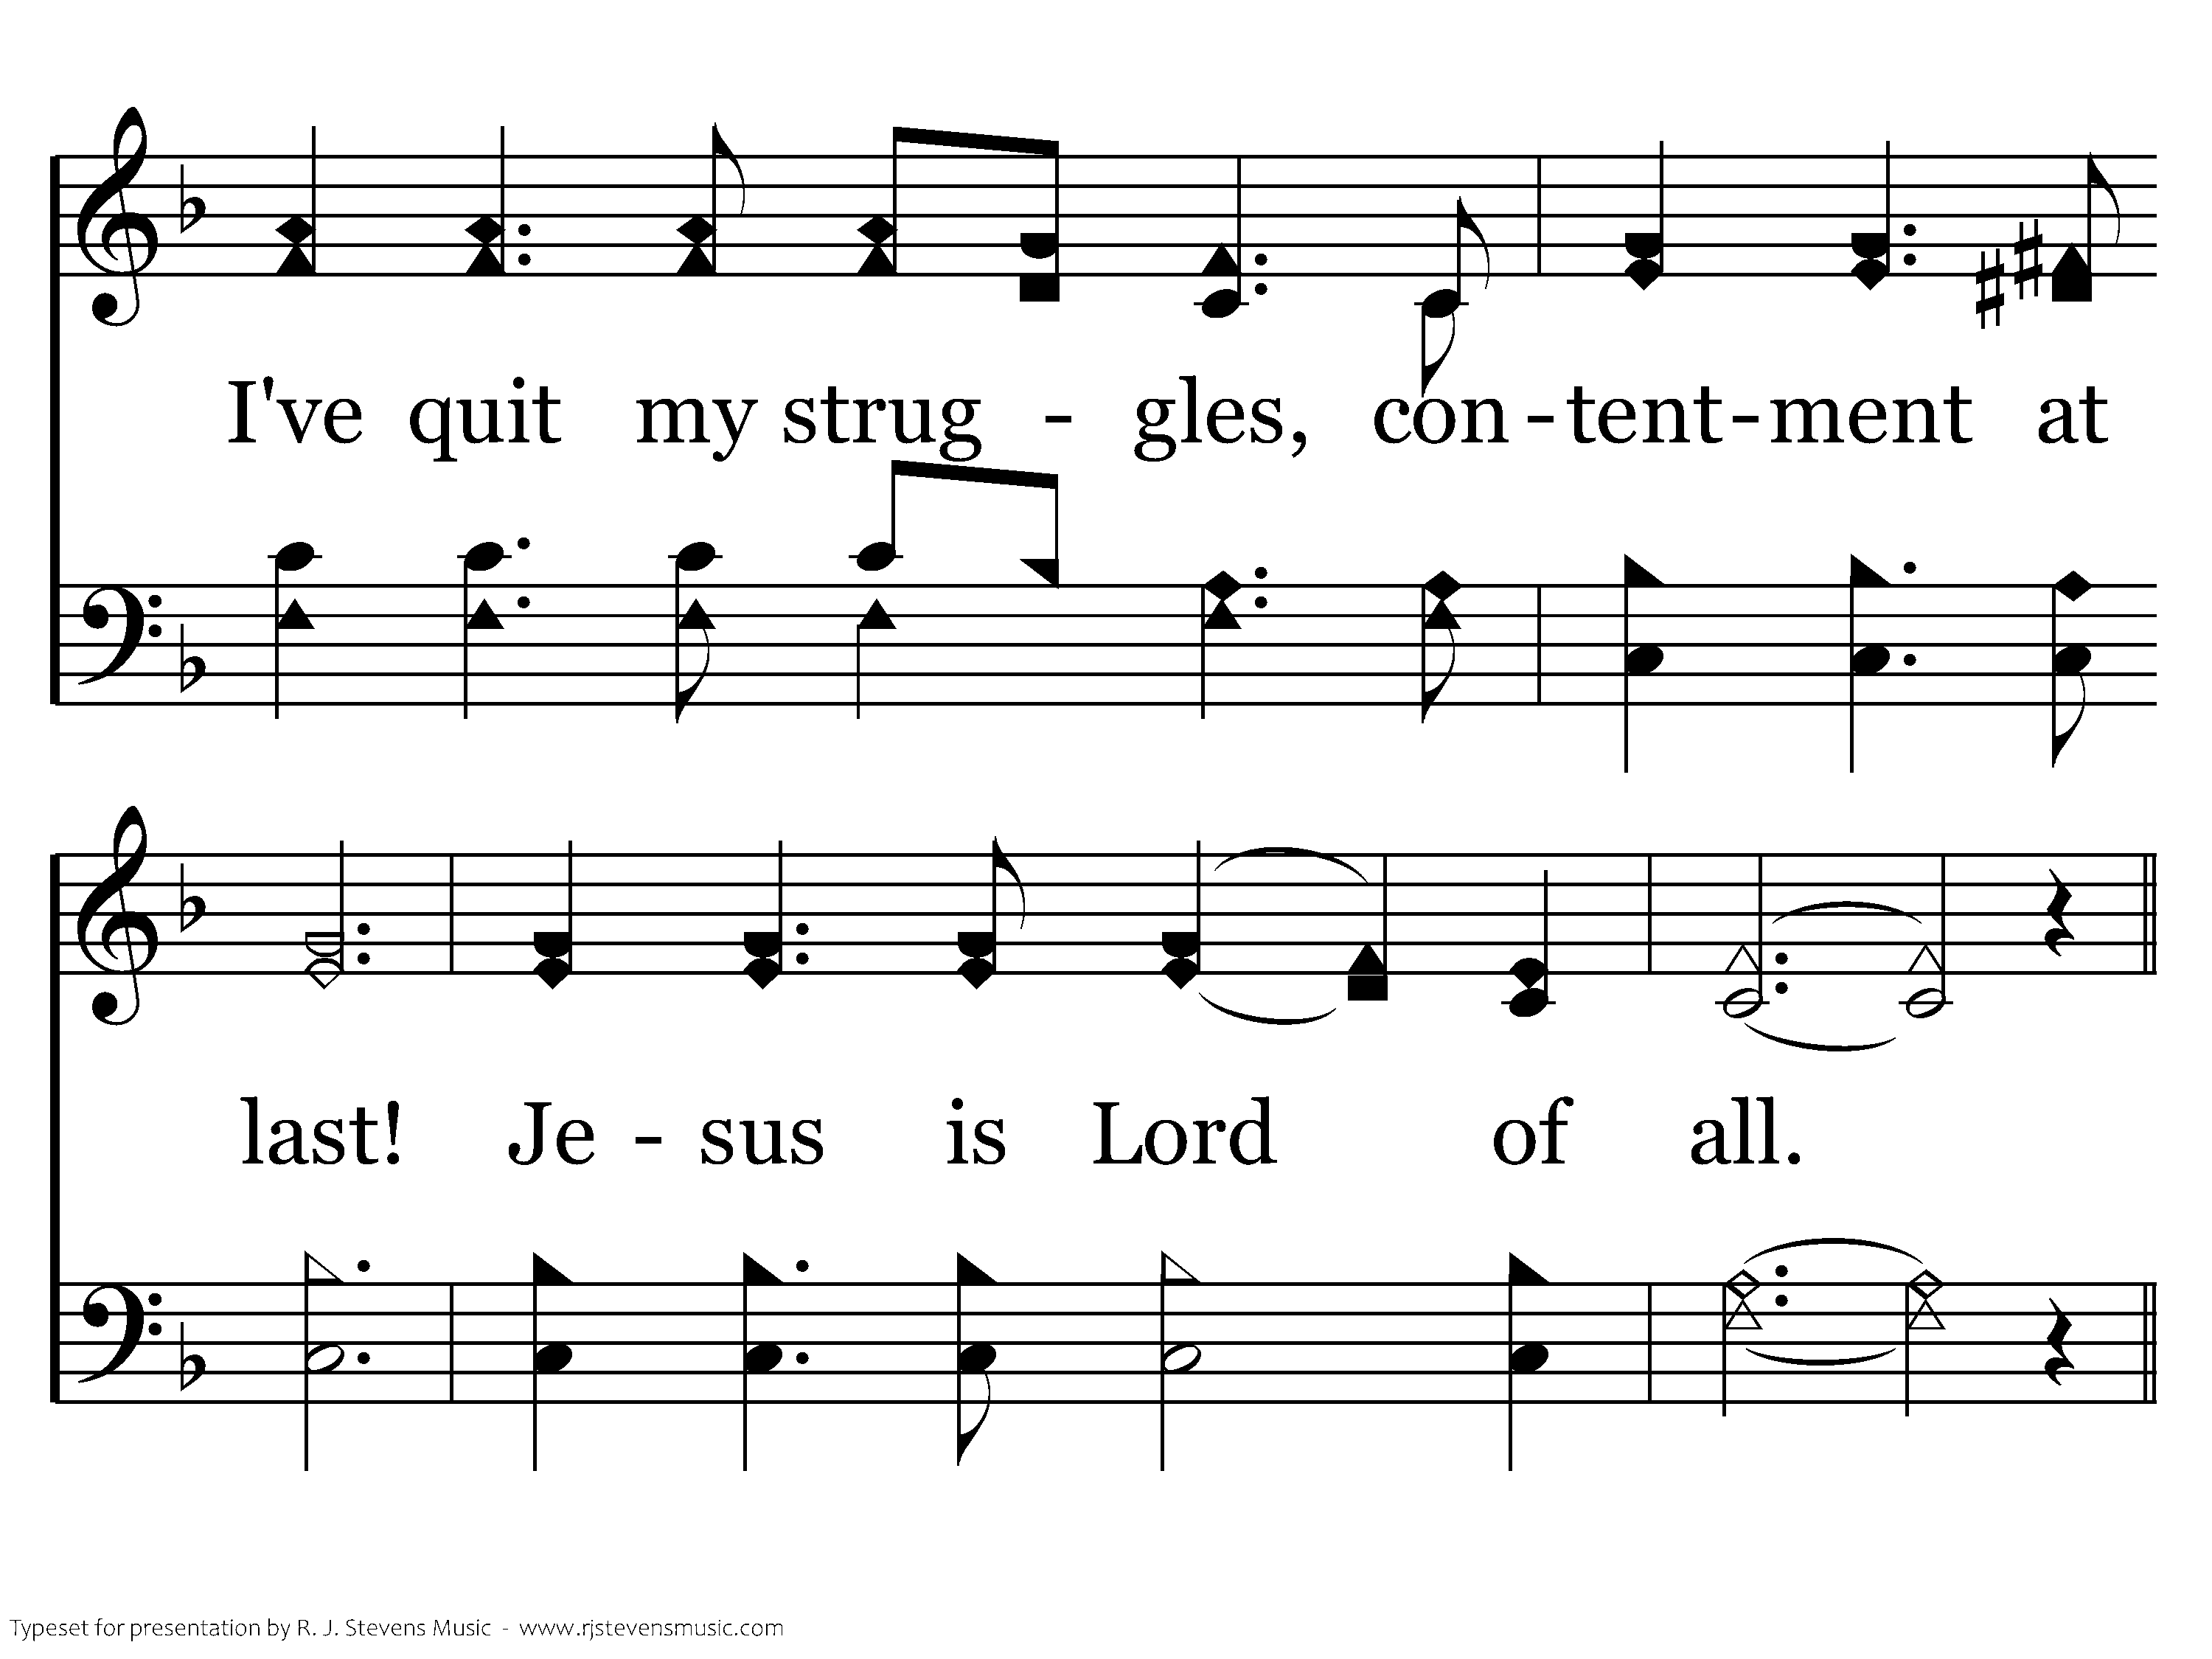 I've quit my strug - gles, con - tent - ment at
last! Je - sus is Lord of all.
Typeset for presentation by R. J. Stevens Music - www.rjstevensmusic.com